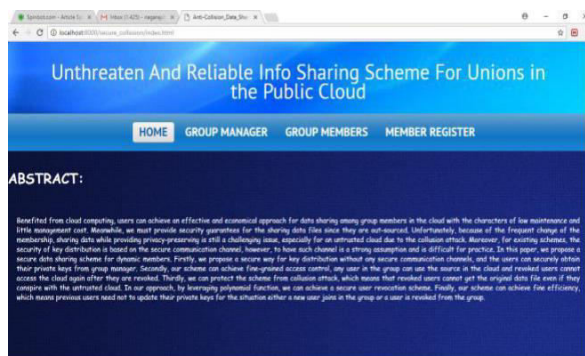 Spinbot.com - Article
Inbox (1,425) - 
Anti-Collusion_Data_Sh
localhost:8000/secure_collusion/index.html
Unthreaten And Reliable Info Sharing Scheme For Unions in
the Public Cloud
HOME GROUP MANAGER GROUP MEMBERS MEMBER REGISTER
ABSTRACT:
Benefited from cloud computing, users can achieve an effective and economical approach for data sharing among group members in the cloud with the characters of low maintenance and
little management cost. Meanwhile, we must provide security guarantees for the sharing data files since they are out-sourced. Unfortunately, because of the frequent change of the
membership, sharing data while providing privacy-preserving is still a challenging issue, especially for an untrusted cloud due to the collusion attack. Moreover, for existing schemes, the
security of key distribution is based on the secure communication channel, however, to have such channel is a strong assumption and is difficult for practice. In this paper, we propose a
secure data sharing scheme for dynamic members. Firstly, we propose a secure way for key distribution without any secure communication channels, and the users can securely obtain
their private keys from group manager. Secondly, our scheme can achieve fine-grained access control, any user in the group can use the source in the cloud and revoked users cannot
access the cloud again after they are revoked. Thirdly, we can protect the scheme from collusion attack, which means that revoked users cannot get the original data file even if they
conspire with the untrusted cloud. In our approach, by leveraging polynomial function, we can achieve a secure user revocation scheme. Finally, our scheme can achieve fine efficiency,
which means previous users need not to update their private keys for the situation either a new user joins in the group or a user is revoked from the group.